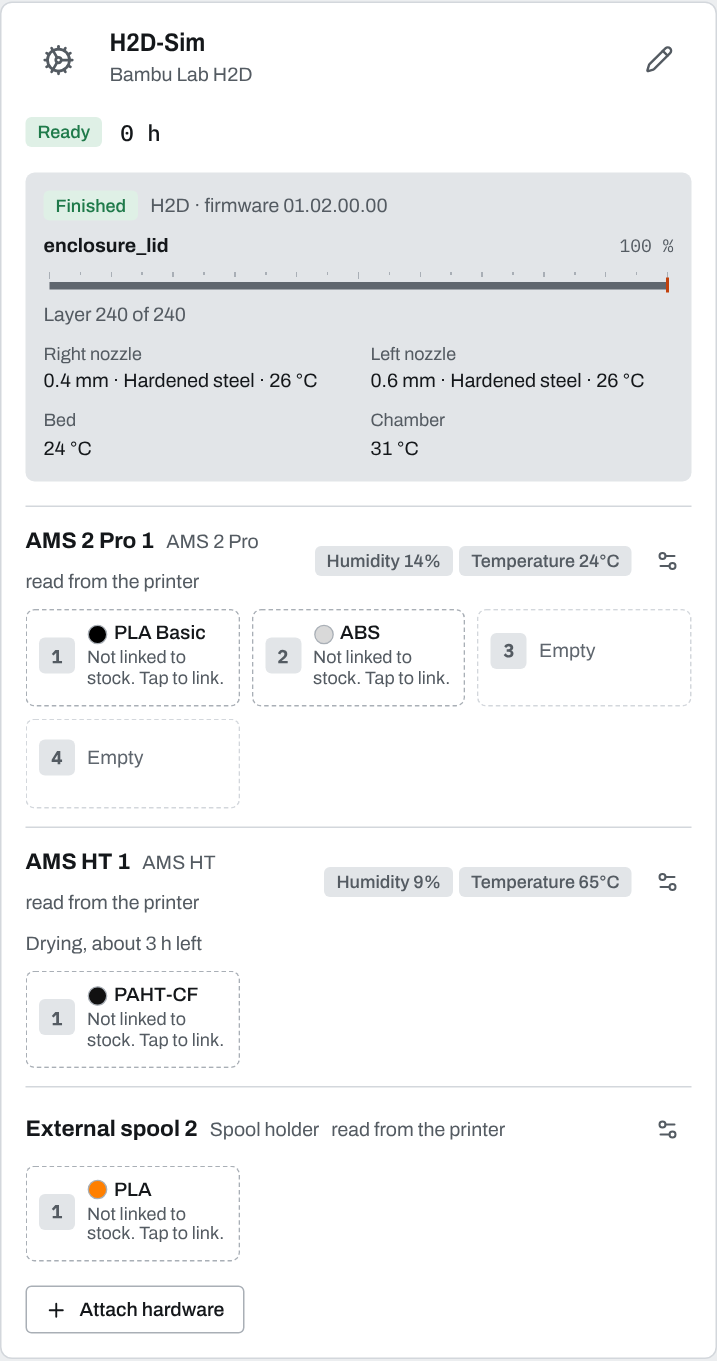 H2D-Sim
Bambu Lab H2D
Ready 0 h
Finished H2D · firmware 01.02.00.00
enclosure_lid 100 %
Layer 240 of 240
Right nozzle Left nozzle
0.4 mm · Hardened steel · 26 °C 0.6 mm · Hardened steel · 26 °C
Bed Chamber
24 °C 31 °C
AMS 2 Pro 1 AMS 2 Pro
Humidity 14% Temperature 24°C
read from the printer
1 PLA Basic
Not linked to
stock. Tap to link.
2 ABS
Not linked to
stock. Tap to link.
3 Empty
4 Empty
AMS HT 1 AMS HT
Humidity 9% Temperature 65°C
read from the printer
Drying, about 3 h left
1 PAHT-CF
Not linked to
stock. Tap to link.
External spool 2 Spool holder read from the printer
1 PLA
Not linked to
stock. Tap to link.
+ Attach hardware